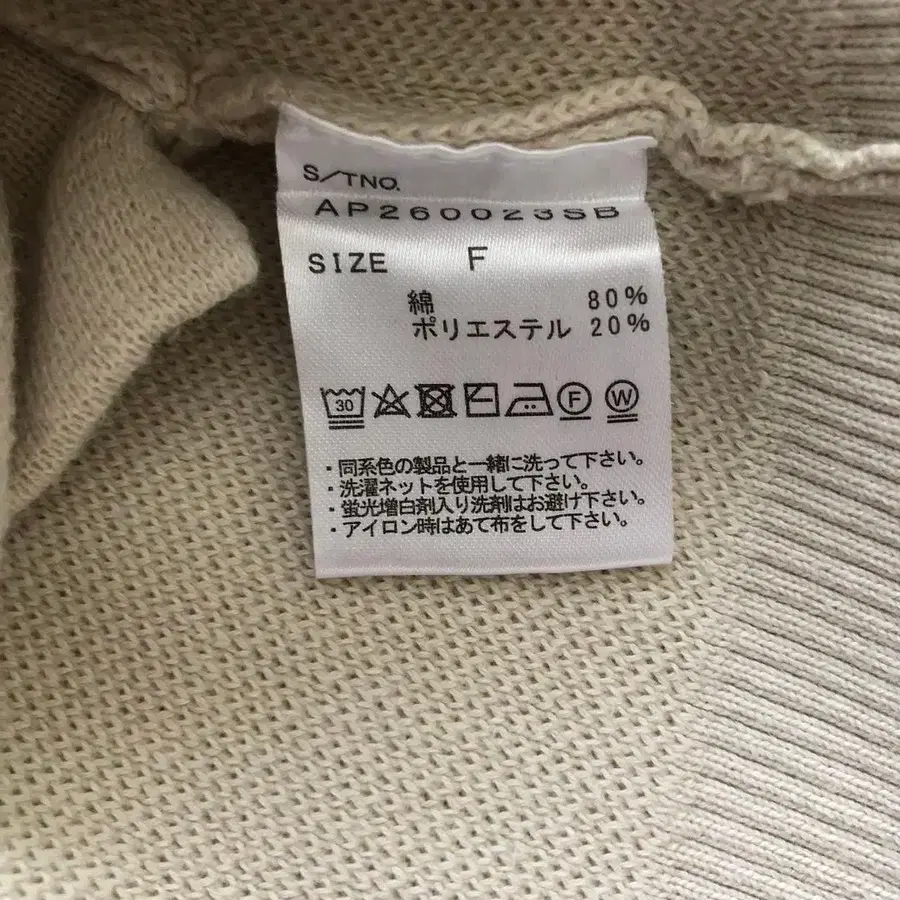 S/TNO.
AP260023SB
SIZE F
綿 80%
ポリエステル 20%
30 F W
・同系色の製品と一緒に洗って下さい。
・洗濯ネットを使用して下さい。
・蛍光増白剤入り洗剤はお避け下さい。
・アイロン時はあて布をして下さい。